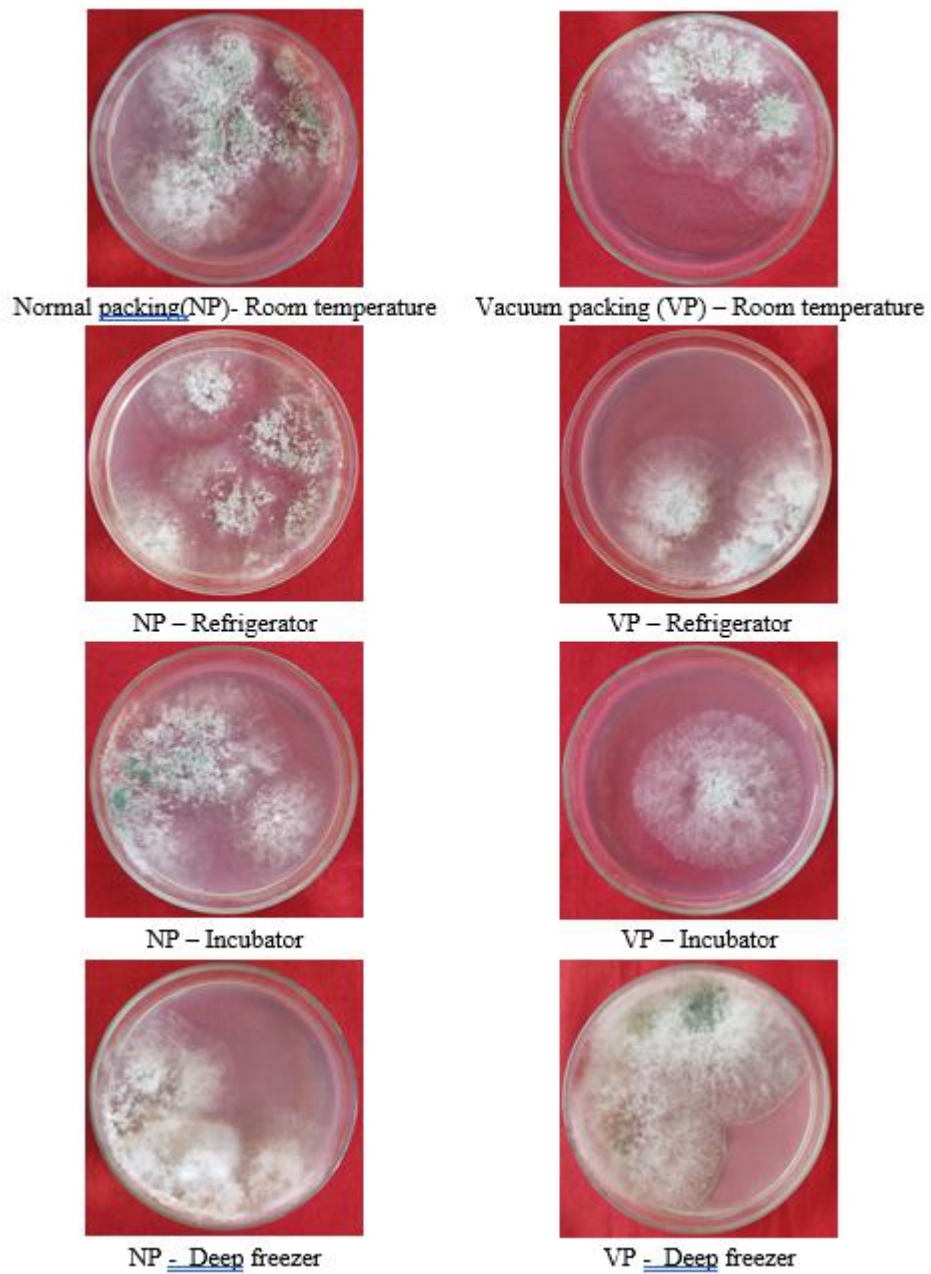 Normal packing(NP)- Room temperature
Vacuum packing (VP) – Room temperature
NP – Refrigerator
VP – Refrigerator
NP – Incubator
VP – Incubator
NP - Deep freezer
VP - Deep freezer